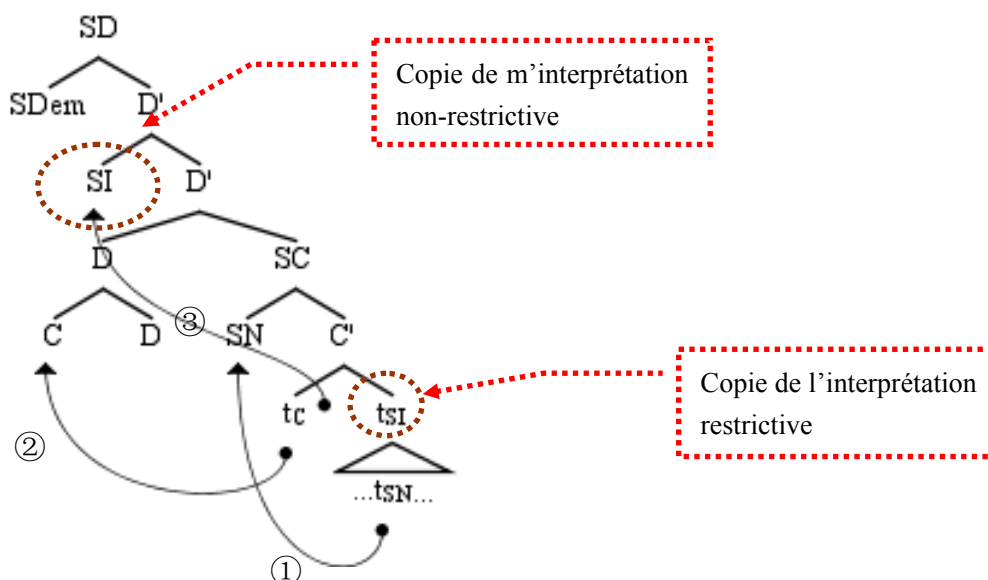 SD
Copie de m’interprétation
non-restrictive
SDem D'
SI D'
D SC
C D ③ SN C'
Copie de l’interprétation
restrictive
tC tSI
②
...tSN...
①